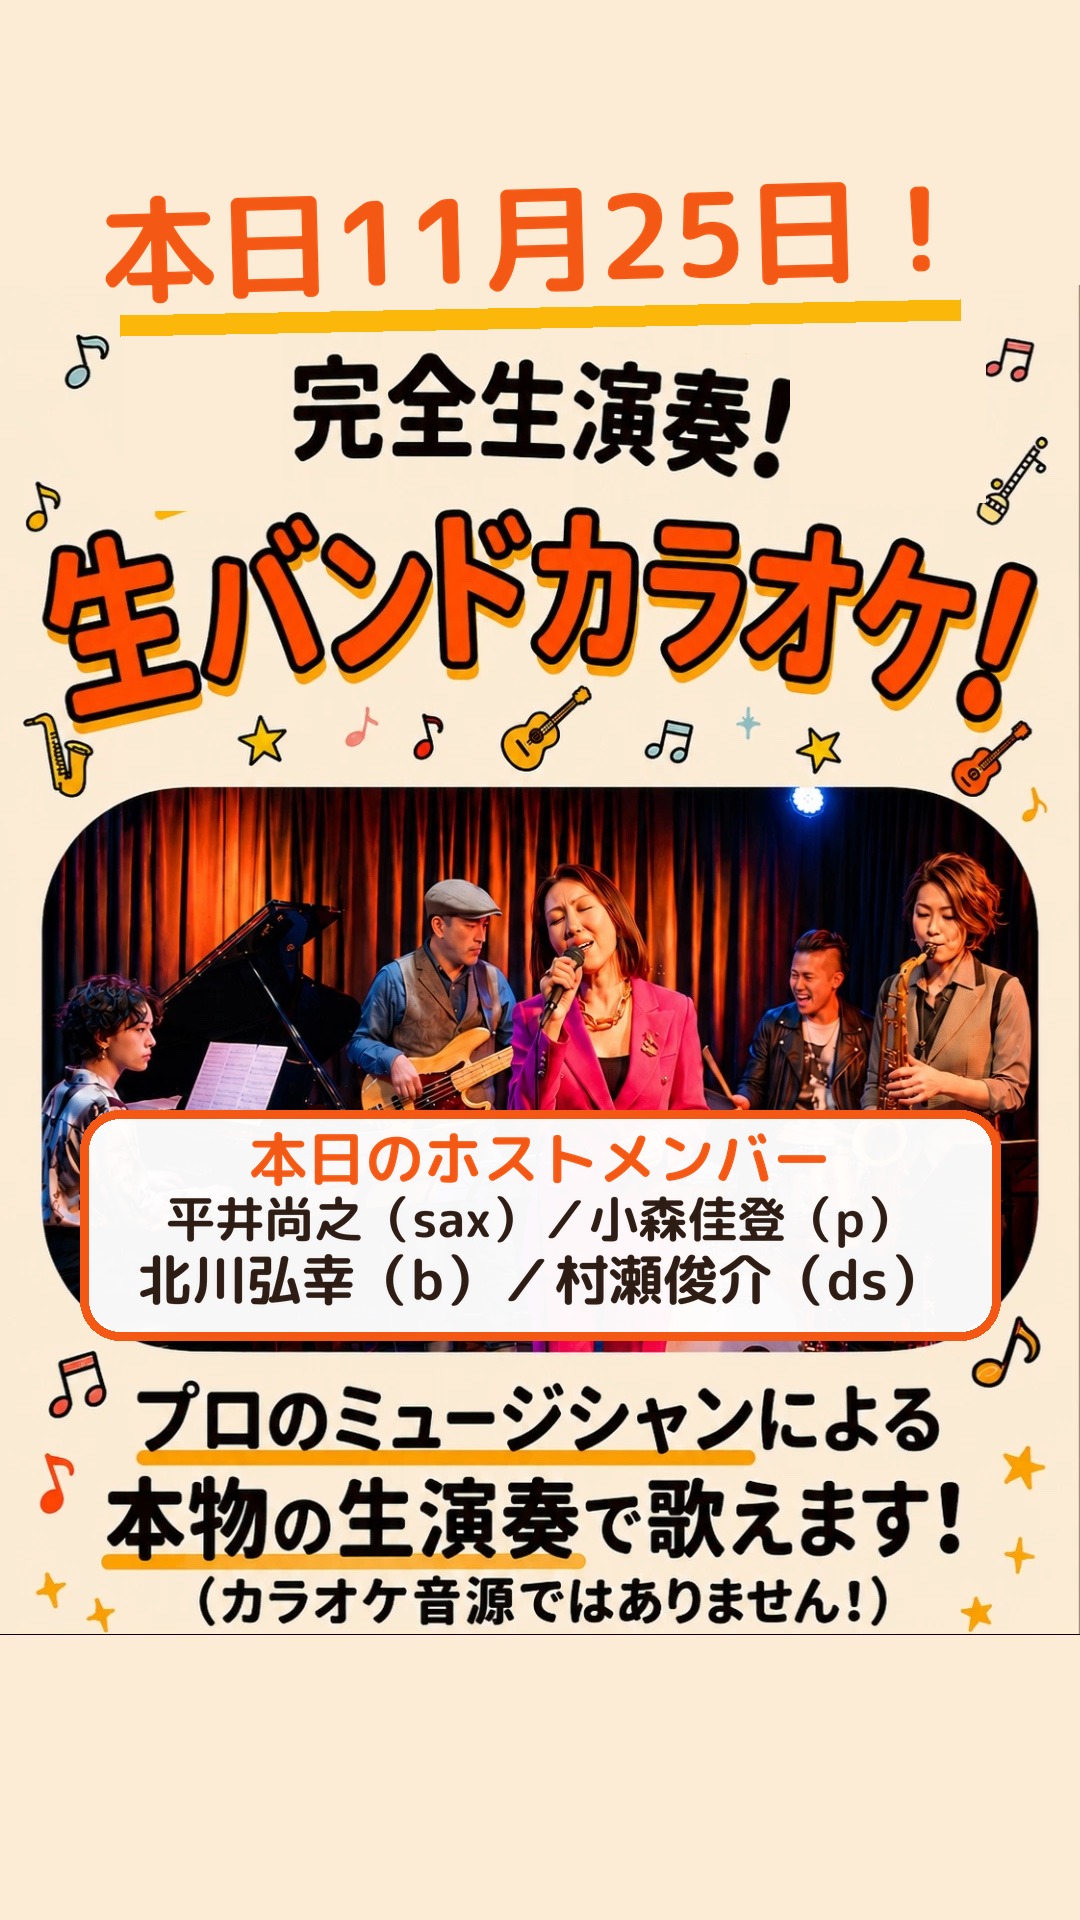 本日11月25日！
完全生演奏!
生バンドカラオケ!
本日のホストメンバー
平井尚之（sax）／小森佳登（p）
北川弘幸（b）／村瀬俊介（ds）
プロのミュージシャンによる
本物の生演奏で歌えます!
（カラオケ音源ではありません!）